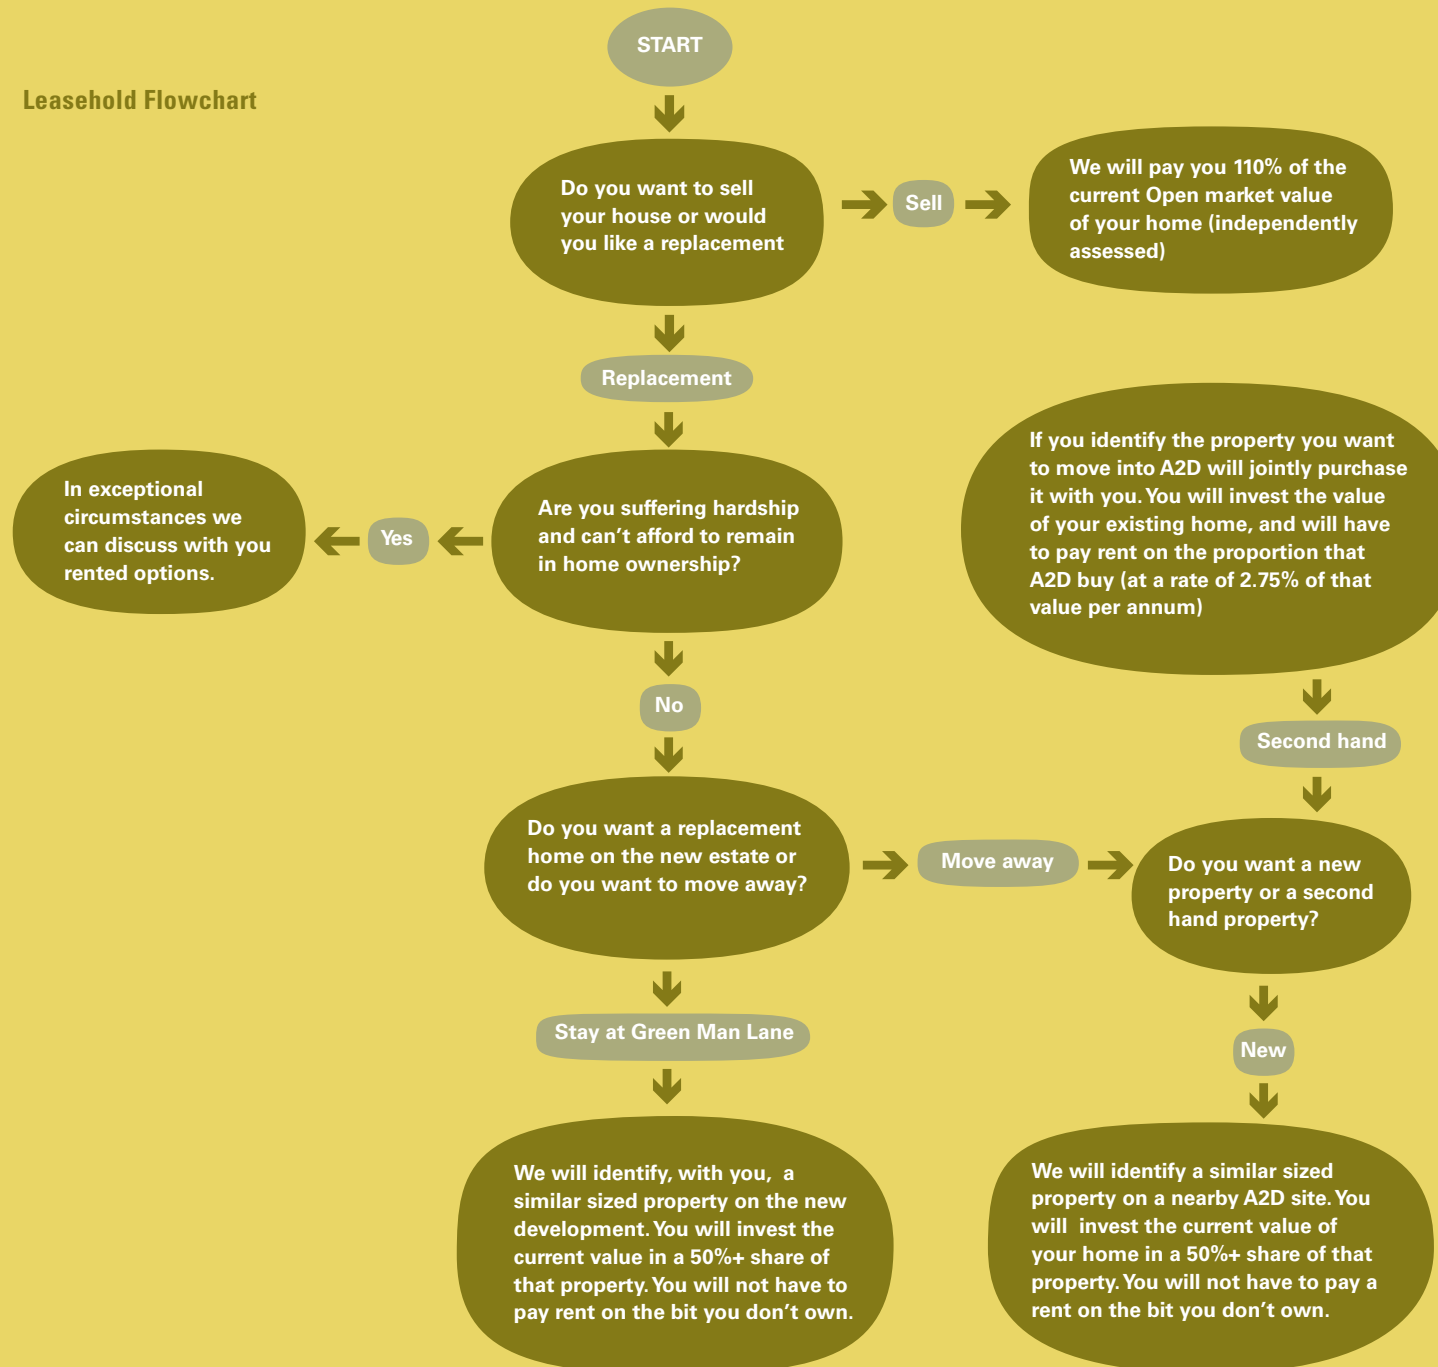 START
Leasehold Flowchart
Do you want to sell
your house or would
you like a replacement
Sell
We will pay you 110% of the
current Open market value
of your home (independently
assessed)
Replacement
Are you suffering hardship
and can't afford to remain
in home ownership?
Yes
In exceptional
circumstances we
can discuss with you
rented options.
No
Do you want a replacement
home on the new estate or
do you want to move away?
Move away
Do you want a new
property or a second
hand property?
Second hand
If you identify the property you want
to move into A2D will jointly purchase
it with you. You will invest the value
of your existing home, and will have
to pay rent on the proportion that
A2D buy (at a rate of 2.75% of that
value per annum)
Stay at Green Man Lane
We will identify, with you, a
similar sized property on the new
development. You will invest the
current value in a 50%+ share of
that property. You will not have to
pay rent on the bit you don't own.
New
We will identify a similar sized
property on a nearby A2D site. You
will invest the current value of
your home in a 50%+ share of that
property. You will not have to pay a
rent on the bit you don't own.